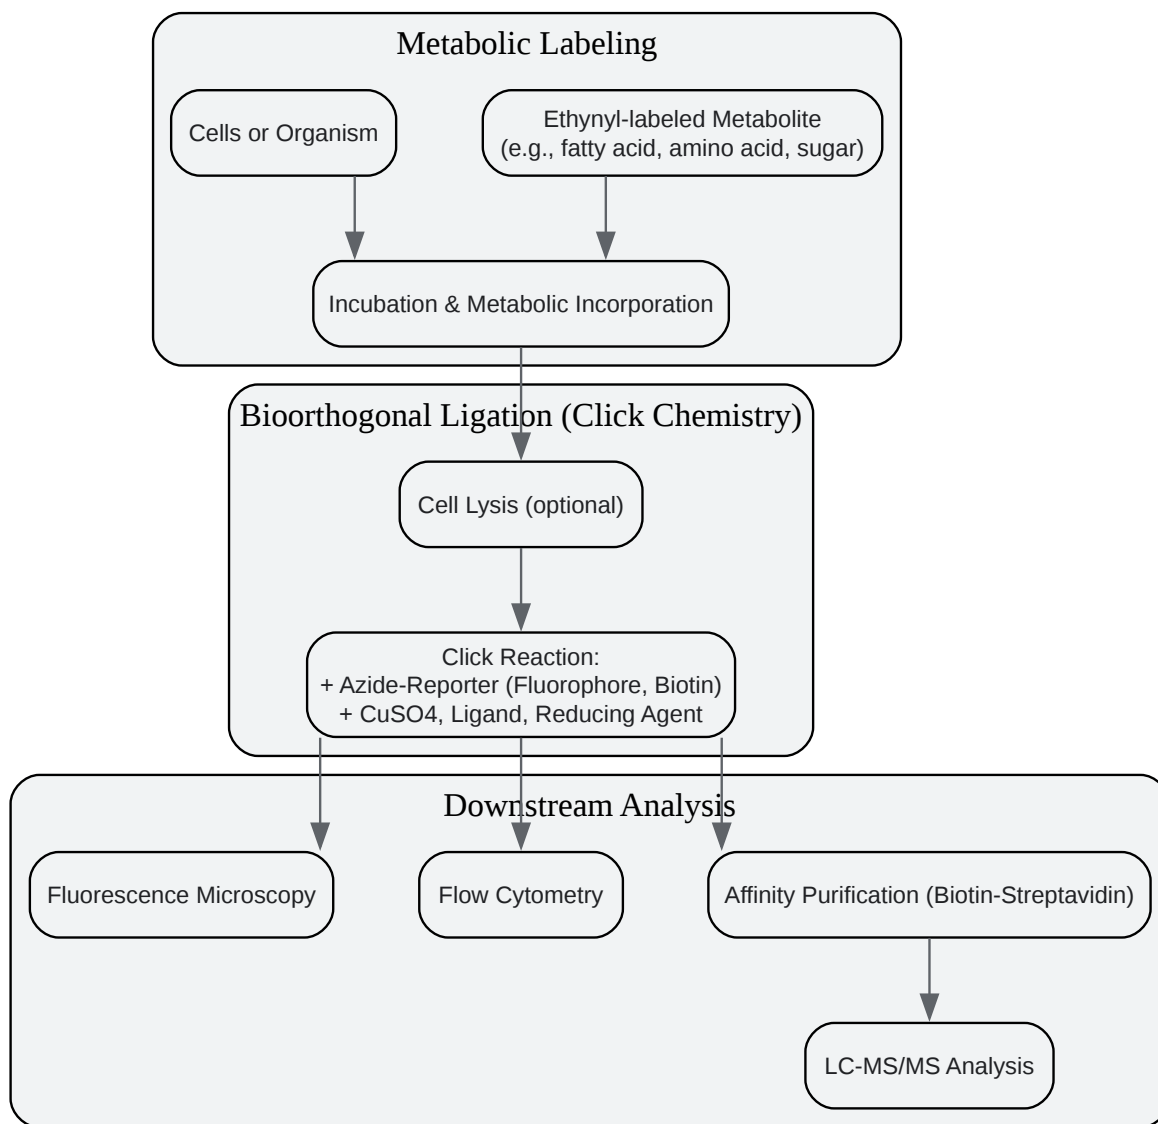 Metabolic Labeling
Cells or Organism
Ethynyl-labeled Metabolite
(e.g., fatty acid, amino acid, sugar)
Incubation & Metabolic Incorporation
Bioorthogonal Ligation (Click Chemistry)
Cell Lysis (optional)
Click Reaction:
+ Azide-Reporter (Fluorophore, Biotin)
+ CuSO4, Ligand, Reducing Agent
Downstream Analysis
Fluorescence Microscopy
Flow Cytometry
Affinity Purification (Biotin-Streptavidin)
LC-MS/MS Analysis